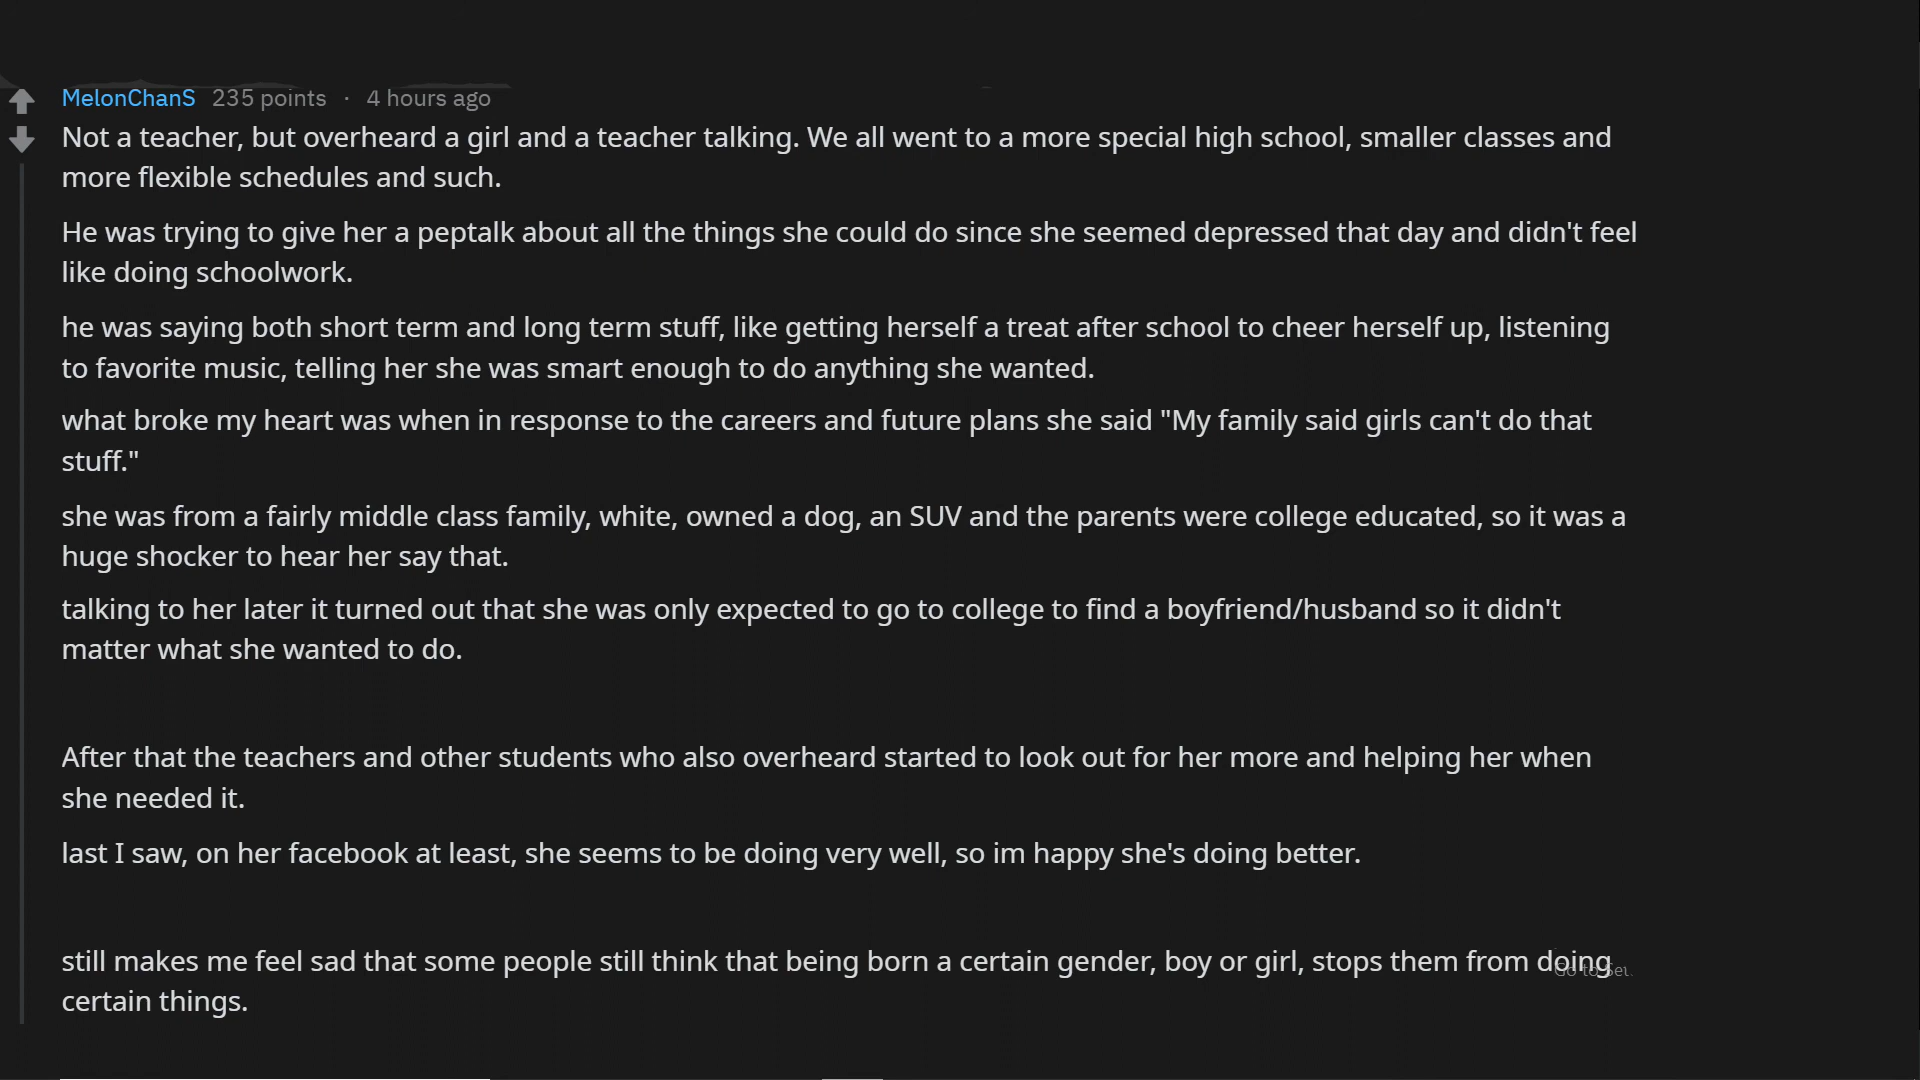 MelonChanS 235 points · 4 hours ago
Not a teacher, but overheard a girl and a teacher talking. We all went to a more special high school, smaller classes and
more flexible schedules and such.
He was trying to give her a peptalk about all the things she could do since she seemed depressed that day and didn't feel
like doing schoolwork.
he was saying both short term and long term stuff, like getting herself a treat after school to cheer herself up, listening
to favorite music, telling her she was smart enough to do anything she wanted.
what broke my heart was when in response to the careers and future plans she said "My family said girls can't do that
stuff."
she was from a fairly middle class family, white, owned a dog, an SUV and the parents were college educated, so it was a
huge shocker to hear her say that.
talking to her later it turned out that she was only expected to go to college to find a boyfriend/husband so it didn't
matter what she wanted to do.
After that the teachers and other students who also overheard started to look out for her more and helping her when
she needed it.
last I saw, on her facebook at least, she seems to be doing very well, so im happy she's doing better.
still makes me feel sad that some people still think that being born a certain gender, boy or girl, stops them from doing
Go to
certain things.